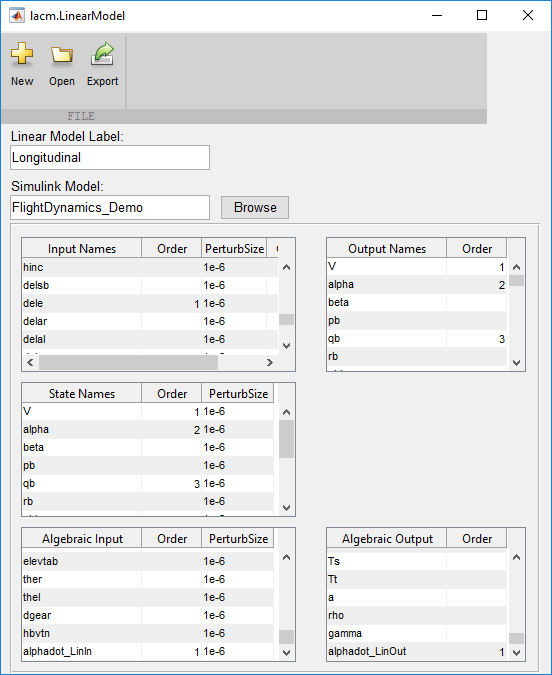 Iacm.LinearModel
New Open Export
FILE
Linear Model Label:
Longitudinal
Simulink Model:
FlightDynamics_Demo Browse
Input Names Order PerturbSize
hinc 1e-6
delsb 1e-6
dele 1 1e-6
delar 1e-6
delal 1e-6
Output Names Order
V 1
alpha 2
beta
pb
qb 3
rb
State Names Order PerturbSize
V 1 1e-6
alpha 2 1e-6
beta 1e-6
pb 1e-6
qb 3 1e-6
rb 1e-6
Algebraic Input Order PerturbSize
elevtab 1e-6
ther 1e-6
thel 1e-6
dgear 1e-6
hbvtn 1e-6
alphadot_LinIn 1 1e-6
Algebraic Output Order
Ts
Tt
a
rho
gamma
alphadot_LinOut 1